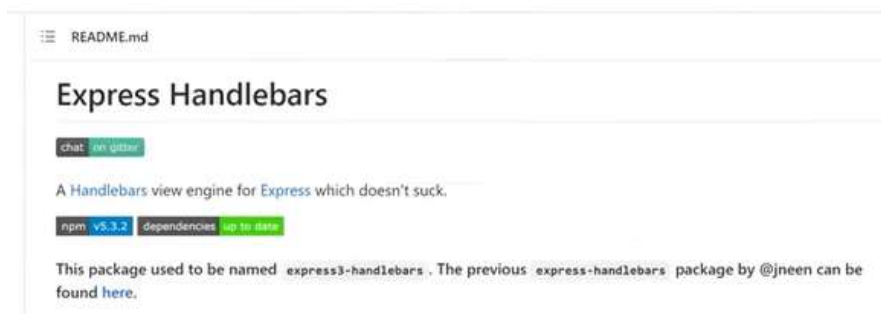 README.md
Express Handlebars
chat on gitter
A Handlebars view engine for Express which doesn't suck.
npm v5.3.2 dependencies up to date
This package used to be named express3-handlebars . The previous express-handlebars package by @jneen can be
found here.